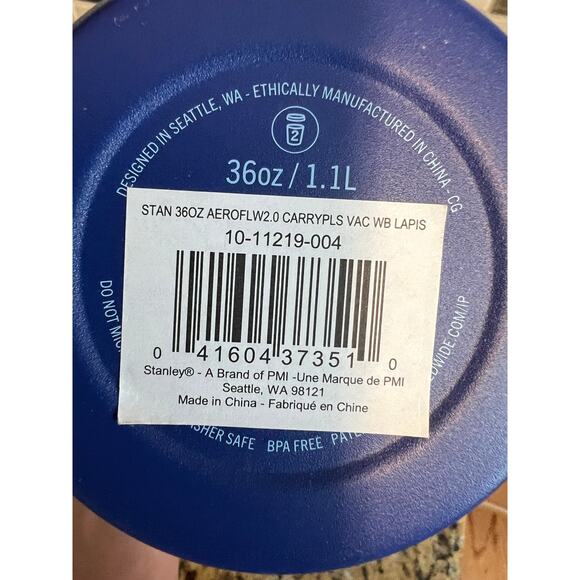 DESIGNED IN SEATTLE, WA - ETHICALLY MANUFACTURED IN CHINA - CG
2
36oz / 1.1L
STAN 36OZ AEROFLW2.0 CARRYPLS VAC WB LAPIS
10-11219-004
0 41604 37351 0
Stanley® - A Brand of PMI -Une Marque de PMI
Seattle, WA 98121
Made in China - Fabriqué en Chine
DO NOT
SAFE BPA FREE